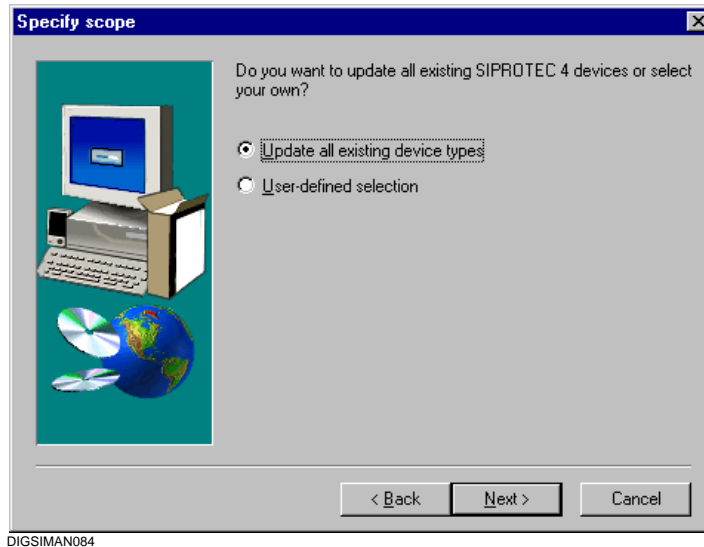 Specify scope
Do you want to update all existing SIPROTEC 4 devices or select
your own?
Update all existing device types
User-defined selection
< Back
Next >
Cancel
DIGSIMAN084